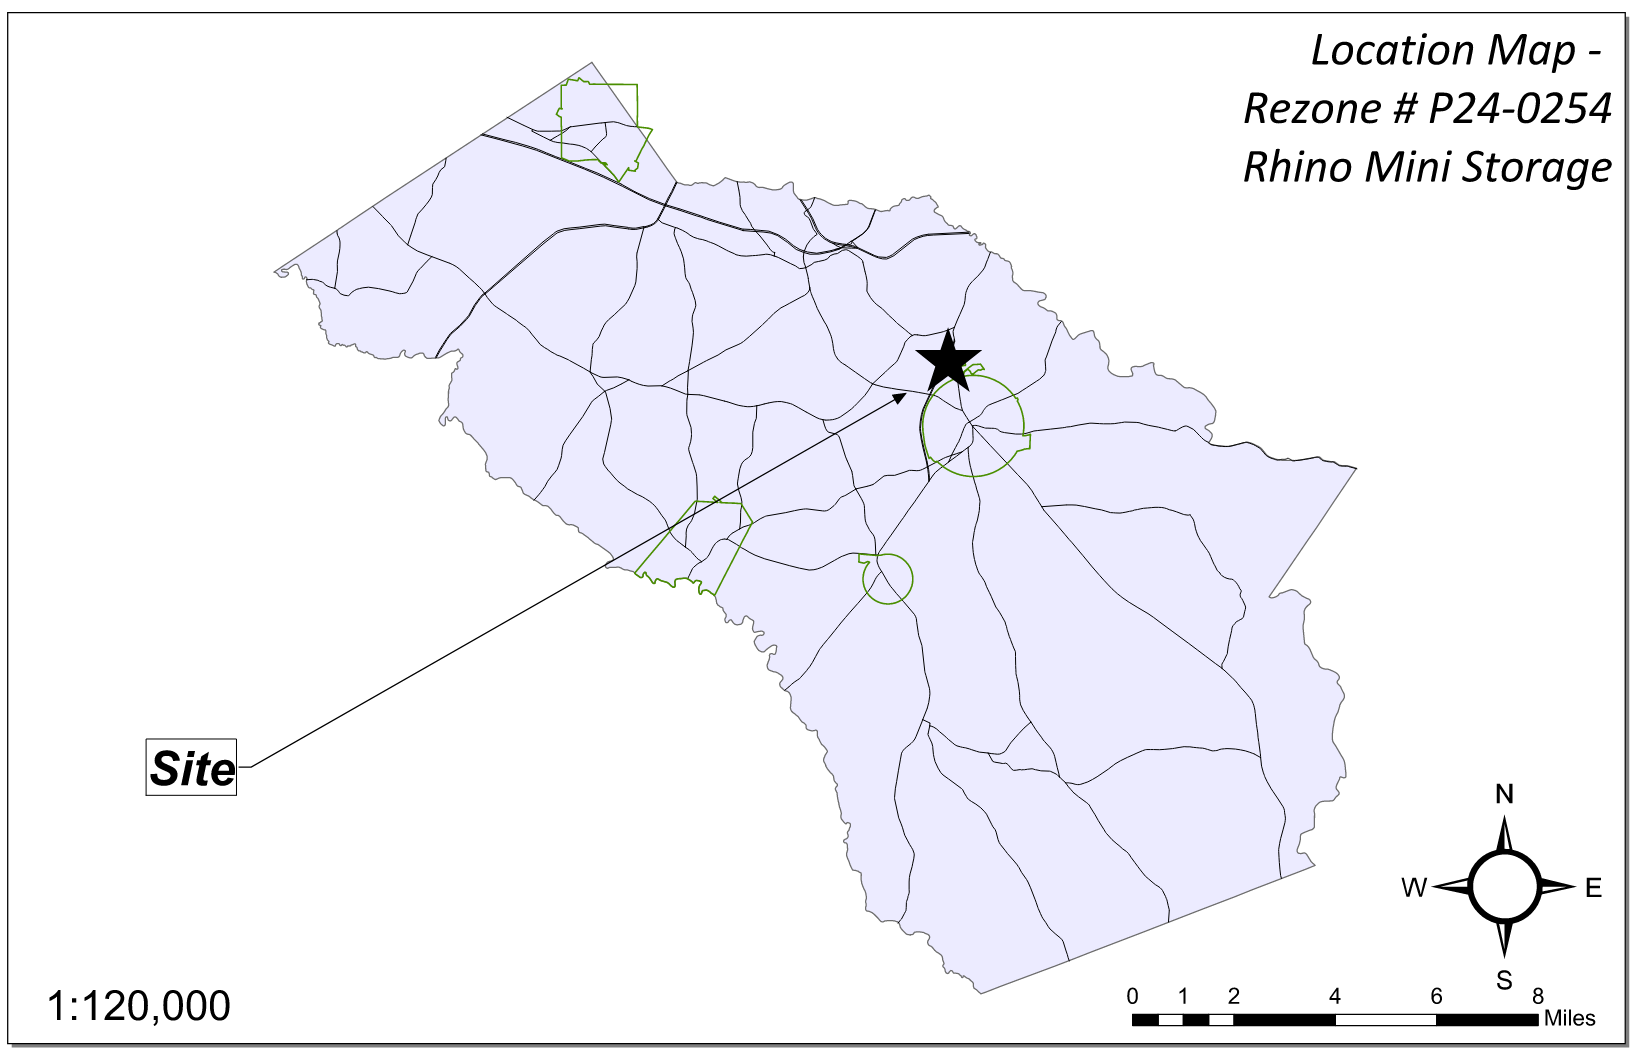 Location Map -
Rezone # P24-0254
Rhino Mini Storage
Site
N
W E
S
1:120,000
0 1 2 4 6 8
Miles